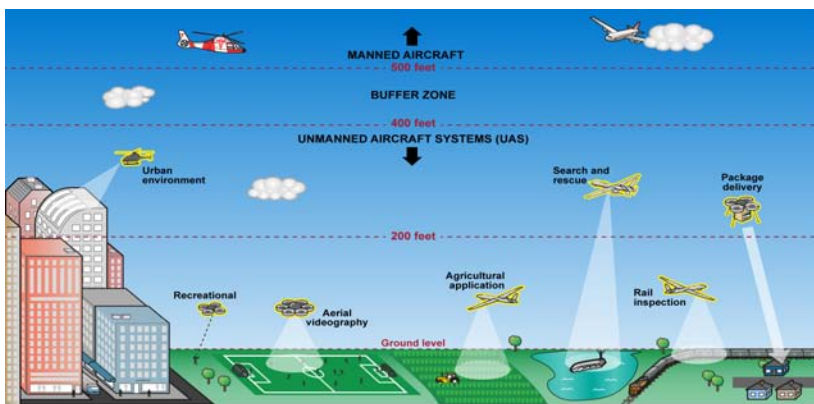 MANNED AIRCRAFT
500 feet
BUFFER ZONE
400 feet
UNMANNED AIRCRAFT SYSTEMS (UAS)
Urban
environment
Search and
rescue
Package
delivery
200 feet
Recreational
Aerial
videography
Agricultural
application
Rail
inspection
Ground level